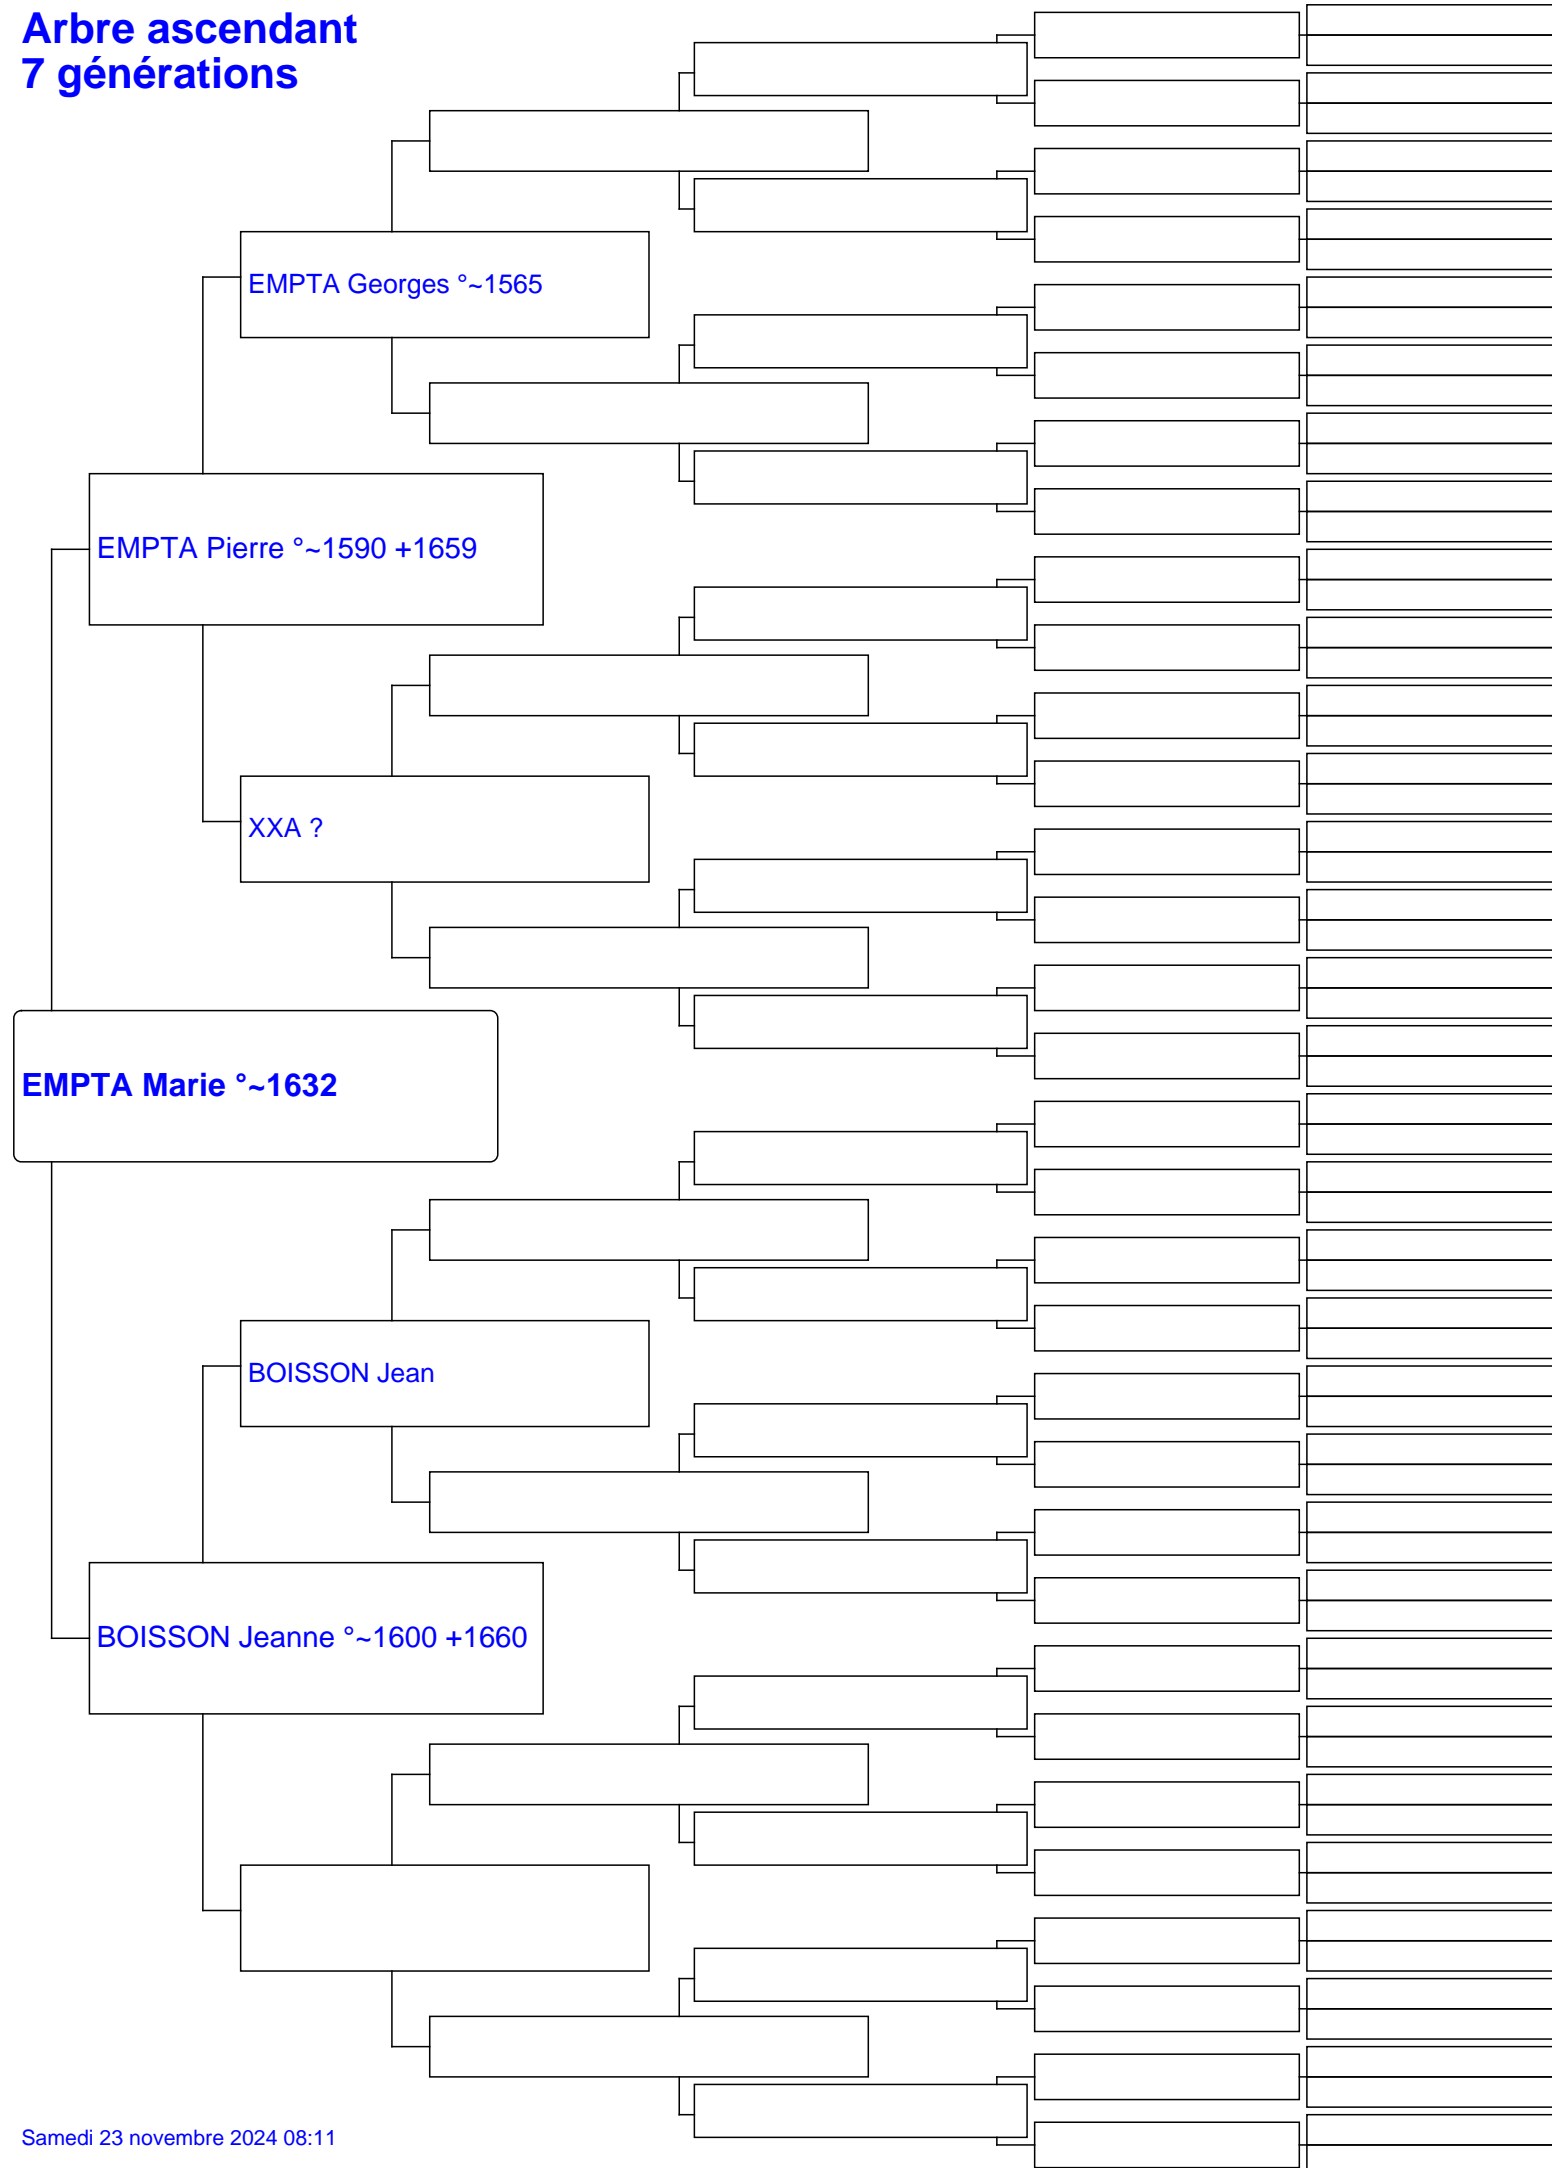 Arbre ascendant
7 générations
EMPTA Georges °~1565
EMPTA Pierre °~1590 +1659
XXA ?
EMPTA Marie °~1632
BOISSON Jean
BOISSON Jeanne °~1600 +1660
Samedi 23 novembre 2024 08:11